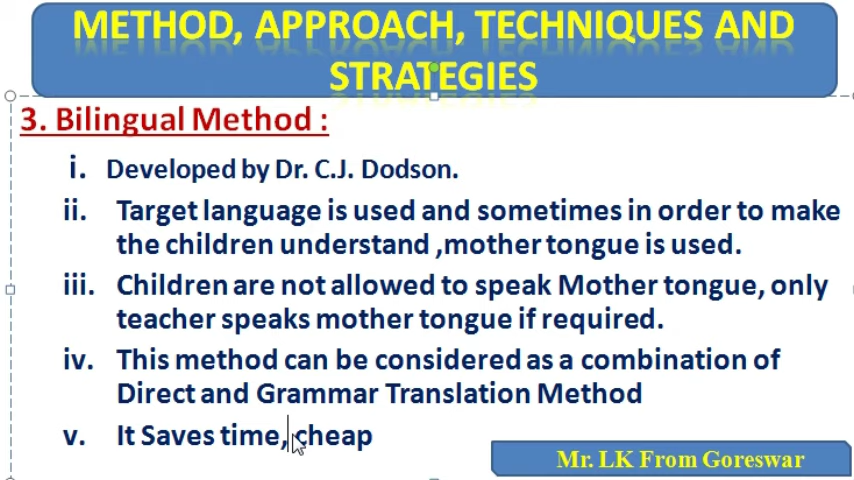 METHOD, APPROACH, TECHNIQUES AND
STRATEGIES
3. Bilingual Method :
i. Developed by Dr. C.J. Dodson.
ii. Target language is used and sometimes in order to make
the children understand ,mother tongue is used.
iii. Children are not allowed to speak Mother tongue, only
teacher speaks mother tongue if required.
iv. This method can be considered as a combination of
Direct and Grammar Translation Method
v. It Saves time, cheap
Mr. LK From Goreswar